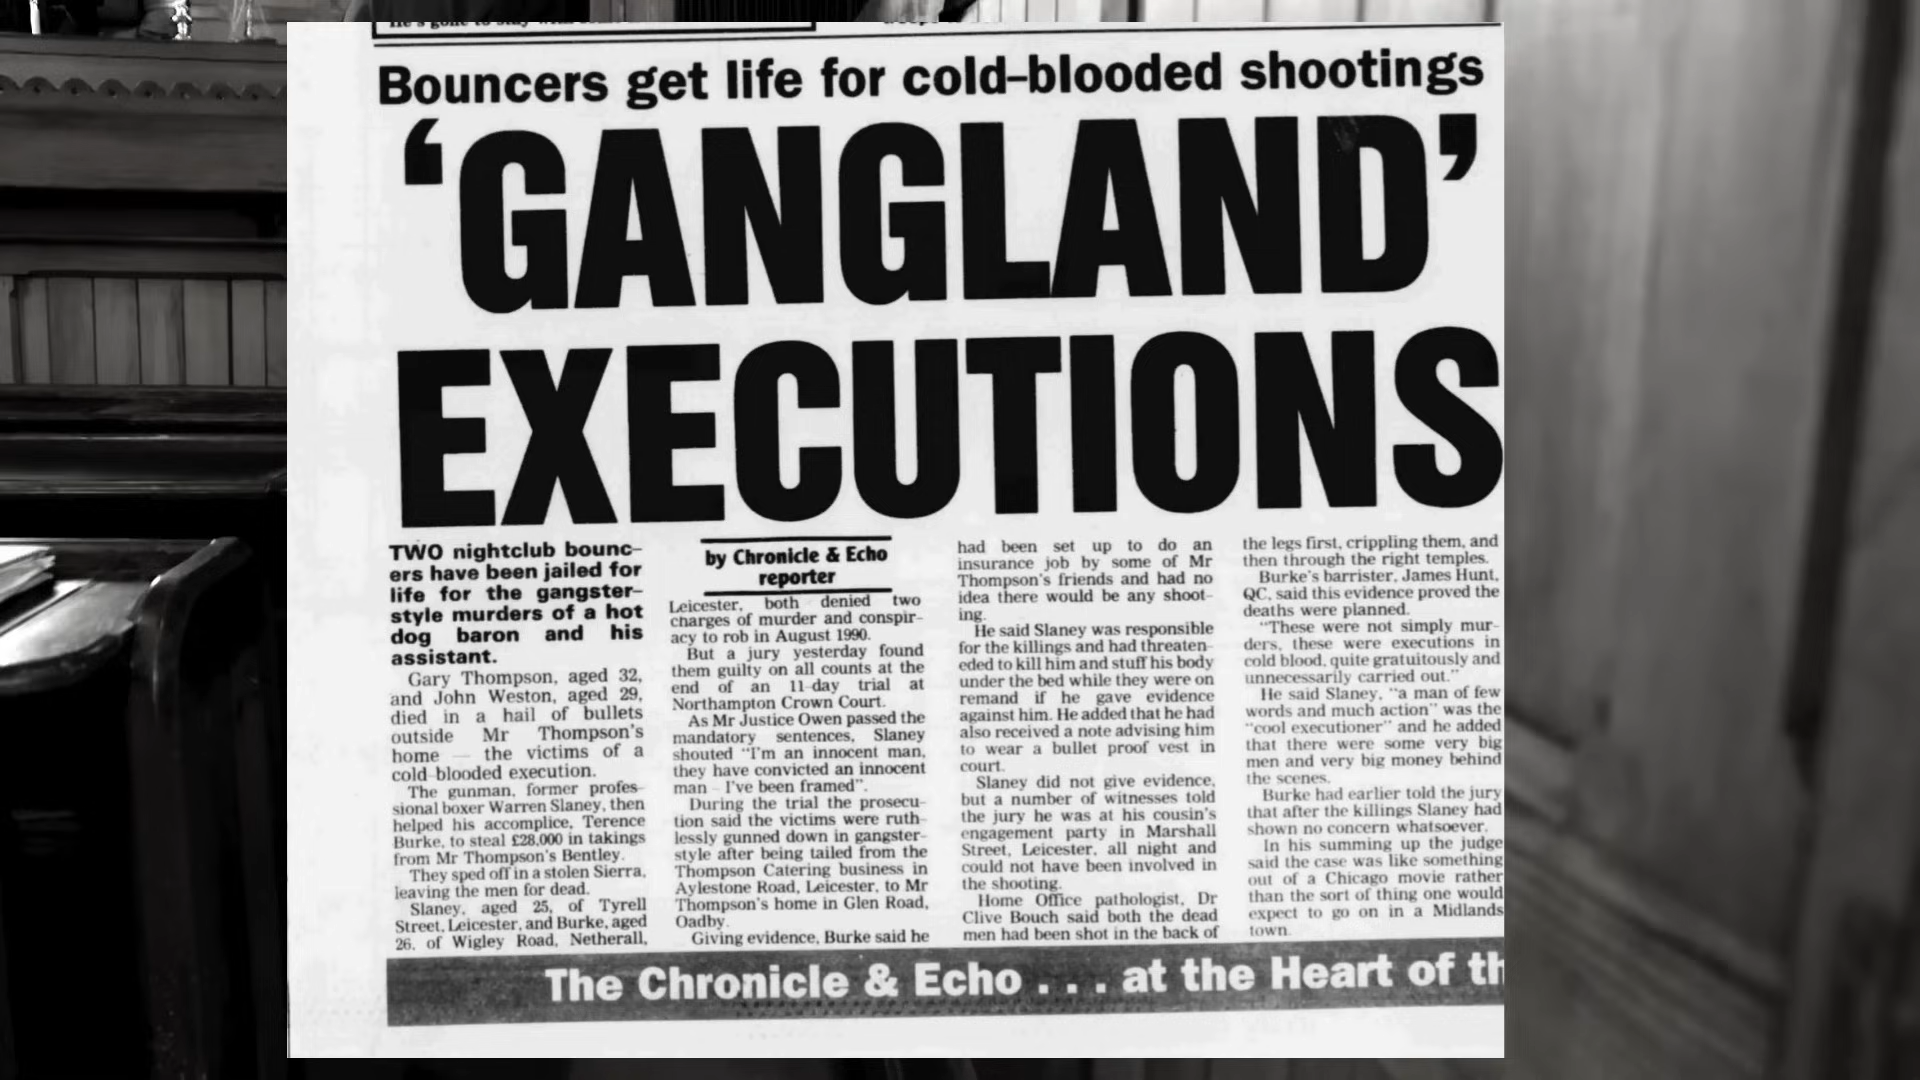 Bouncers get life for cold-blooded shootings
‘GANGLAND’
EXECUTIONS
TWO nightclub bounc-
ers have been jailed for
life for the gangster-
style murders of a hot
dog baron and his
assistant.
Gary Thompson, aged 32,
and John Weston, aged 29,
died in a hail of bullets
outside Mr Thompson's
home — the victims of a
cold-blooded execution.
The gunman, former profes-
sional boxer Warren Slaney, then
helped his accomplice, Terence
Burke, to steal £28,000 in takings
from Mr Thompson's Bentley.
They sped off in a stolen Sierra,
leaving the men for dead.
Slaney, aged 25, of Tyrell
Street, Leicester, and Burke, aged
26, of Wigley Road, Netherall,
by Chronicle & Echo
reporter
Leicester, both denied two
charges of murder and conspir-
acy to rob in August 1990.
But a jury yesterday found
them guilty on all counts at the
end of an 11-day trial at
Northampton Crown Court.
As Mr Justice Owen passed the
mandatory sentences, Slaney
shouted "I'm an innocent man,
they have convicted an innocent
man - I've been framed".
During the trial the prosecu-
tion said the victims were ruth-
lessly gunned down in gangster-
style after being tailed from the
Thompson Catering business in
Aylestone Road, Leicester, to Mr
Thompson's home in Glen Road,
Oadby.
Giving evidence, Burke said he
had been set up to do an
insurance job by some of Mr
Thompson's friends and had no
idea there would be any shoot-
ing.
He said Slaney was responsible
for the killings and had threaten-
eded to kill him and stuff his body
under the bed while they were on
remand if he gave evidence
against him. He added that he had
also received a note advising him
to wear a bullet proof vest in
court.
Slaney did not give evidence,
but a number of witnesses told
the jury he was at his cousin's
engagement party in Marshall
Street, Leicester, all night and
could not have been involved in
the shooting.
Home Office pathologist, Dr
Clive Bouch said both the dead
men had been shot in the back of
the legs first, crippling them, and
then through the right temples.
Burke's barrister, James Hunt,
QC, said this evidence proved the
deaths were planned.
"These were not simply mur-
ders, these were executions in
cold blood, quite gratuitously and
unnecessarily carried out."
He said Slaney, "a man of few
words and much action" was the
"cool executioner" and he added
that there were some very big
men and very big money behind
the scenes.
Burke had earlier told the jury
that after the killings Slaney had
shown no concern whatsoever.
In his summing up the judge
said the case was like something
out of a Chicago movie rather
than the sort of thing one would
expect to go on in a Midlands
town.
The Chronicle & Echo . . . at the Heart of th